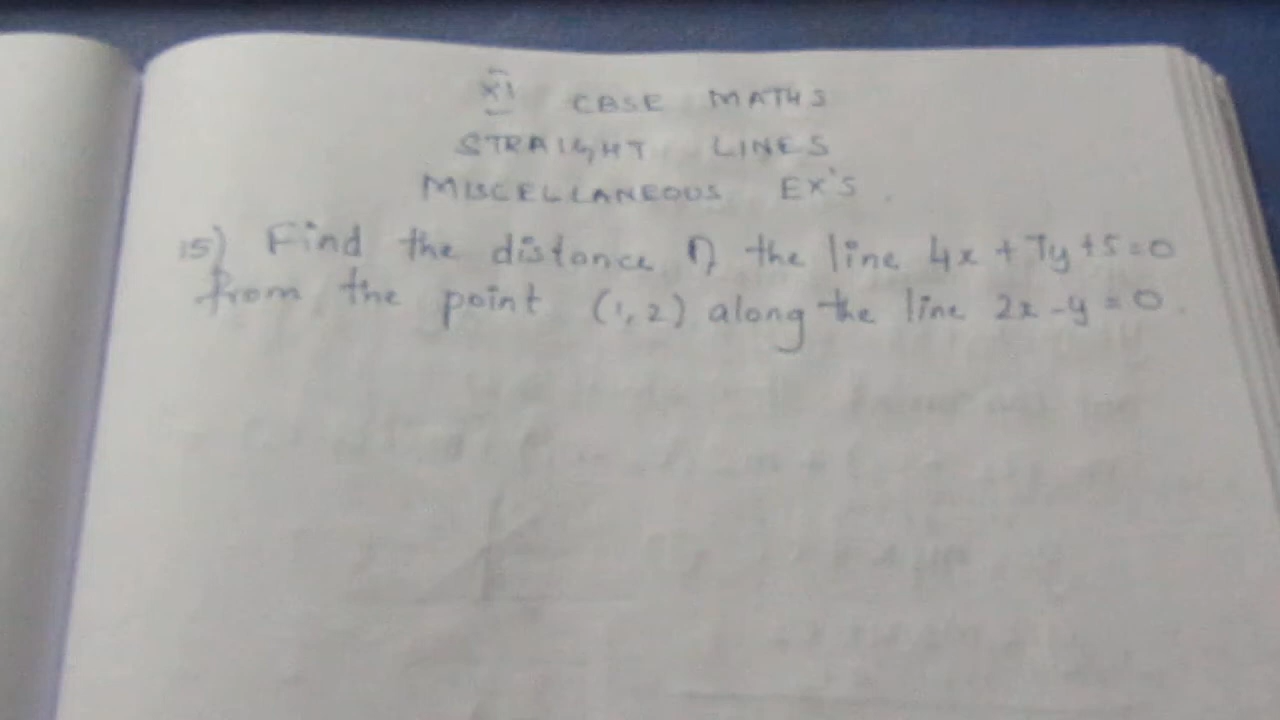 XI CBSE MATHS
STRAIGHT LINES
MISCELLANEOUS EX'S.
15) Find the distance of the line 4x + 7y + 5 = 0
from the point (1, 2) along the line 2x - y = 0.